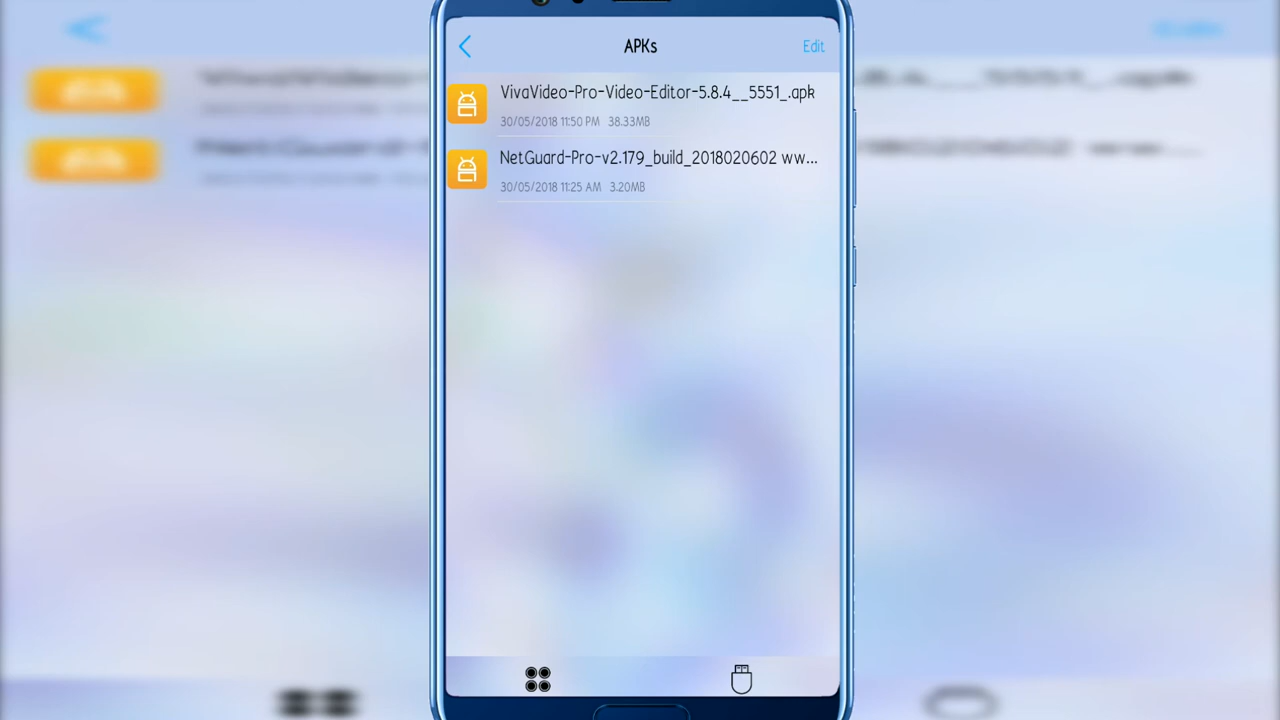 APKs
Edit
VivaVideo-Pro-Video-Editor-5.8.4__5551_.apk
30/05/2018 11:50 PM 38.33MB
NetGuard-Pro-v2.179_build_2018020602 ww...
30/05/2018 11:25 AM 3.20MB